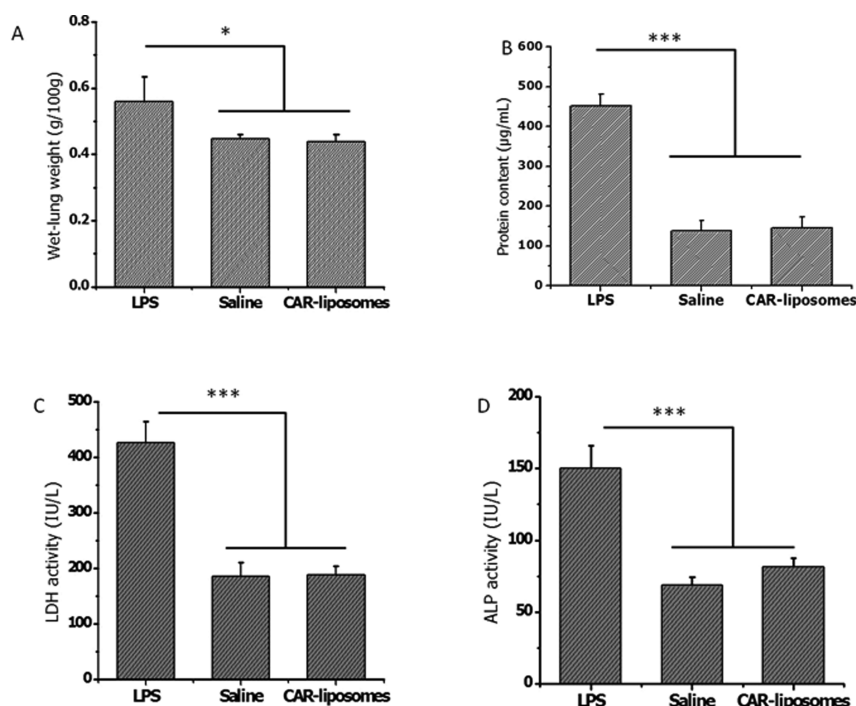 A
*
Wet-lung weight (g/100g)
0.8
0.6
0.4
0.2
0.0
LPS Saline CAR-liposomes
B
***
Protein content (µg/mL)
600
500
450
300
200
100
0
LPS Saline CAR-liposomes
C
***
LDH activity (IU/L)
500
400
300
200
100
0
LPS Saline CAR-liposomes
D
***
ALP activity (IU/L)
200
150
100
50
0
LPS Saline CAR-liposomes